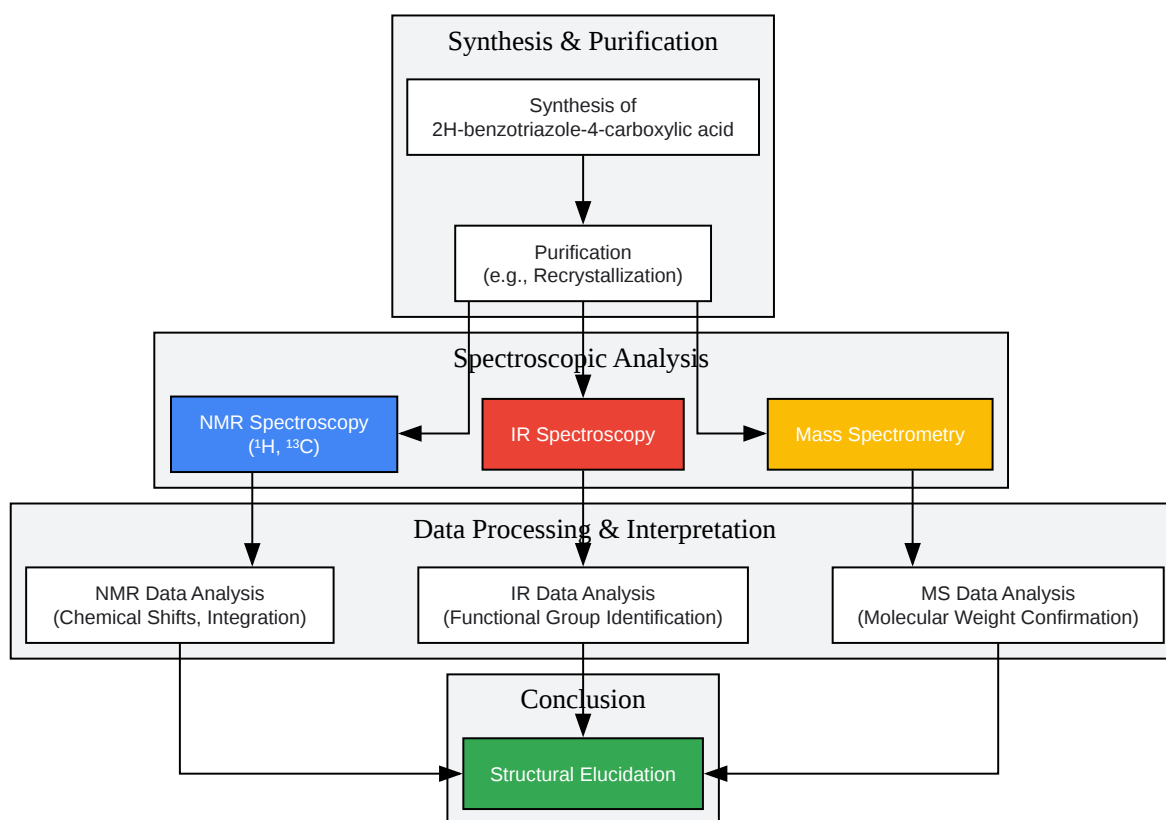 Synthesis & Purification
Synthesis of
2H-benzotriazole-4-carboxylic acid
Purification
(e.g., Recrystallization)
Spectroscopic Analysis
NMR Spectroscopy
(¹H, ¹³C)
IR Spectroscopy
Mass Spectrometry
Data Processing & Interpretation
NMR Data Analysis
(Chemical Shifts, Integration)
IR Data Analysis
(Functional Group Identification)
MS Data Analysis
(Molecular Weight Confirmation)
Conclusion
Structural Elucidation